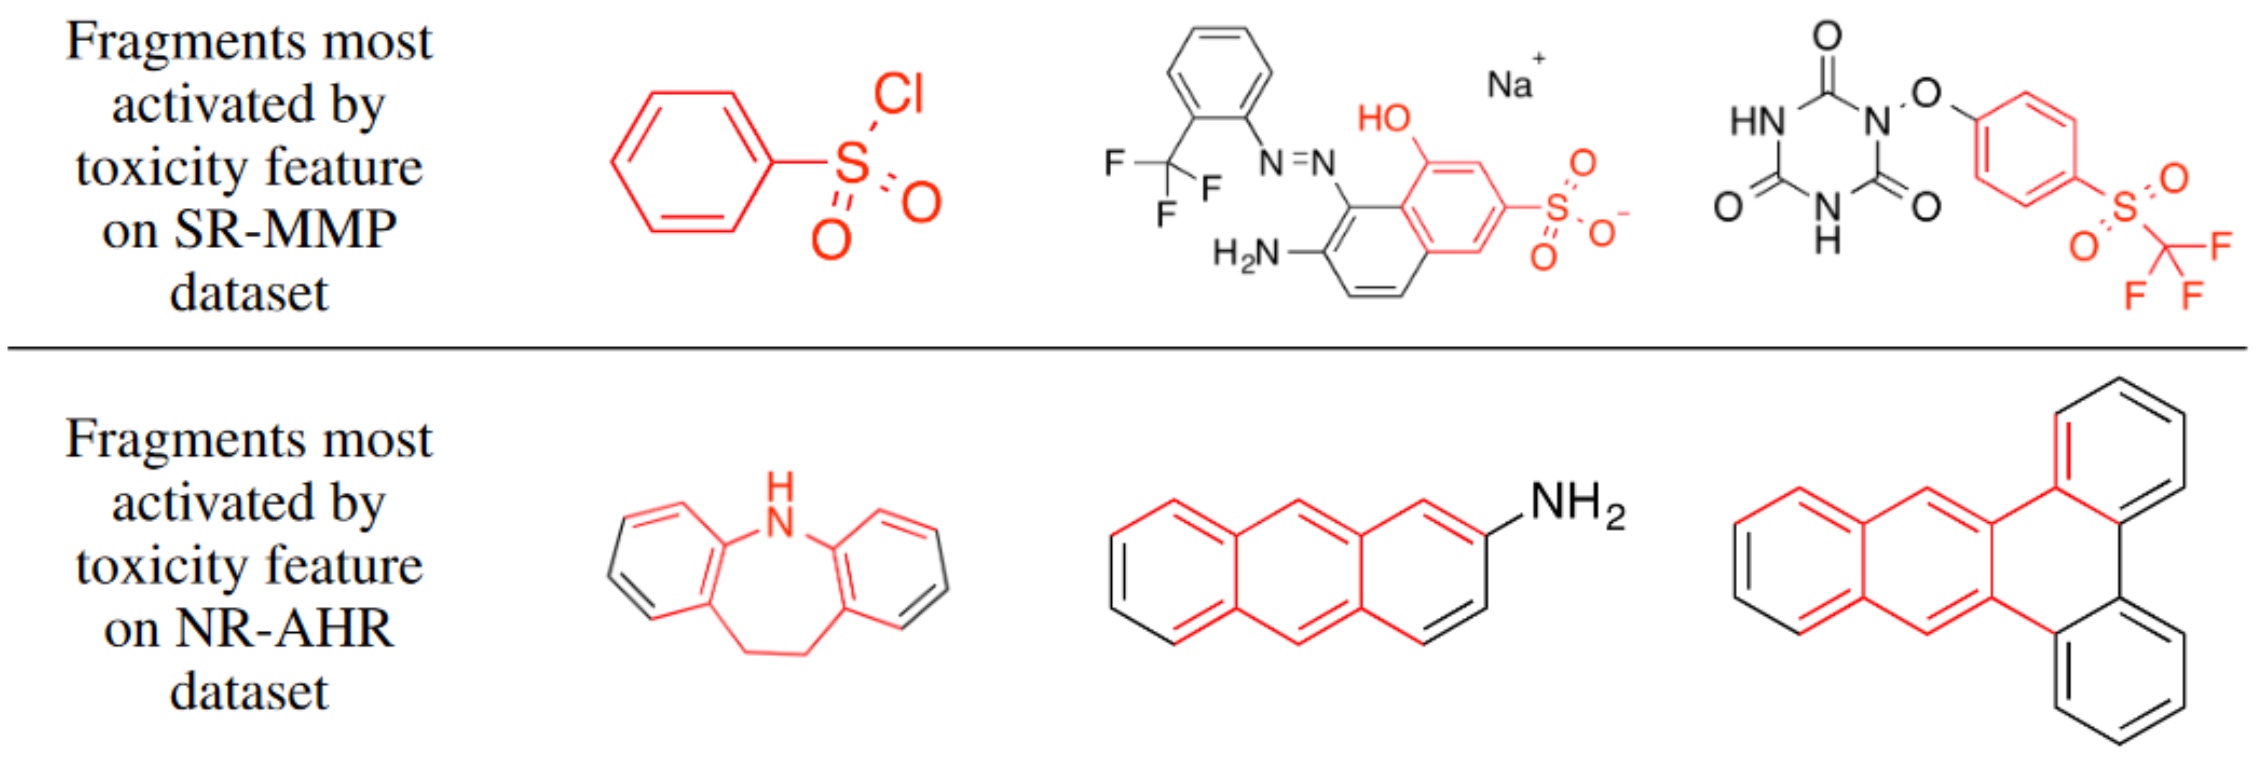 Fragments most
activated by
toxicity feature
on SR-MMP
dataset
Cl
S
O
O
F
F
F
N=N
H2N
HO
Na+
S
O
O
O-
O
HN
N
O
O
N
H
O
S
O
O
F
F
F
Fragments most
activated by
toxicity feature
on NR-AHR
dataset
H
N
NH2